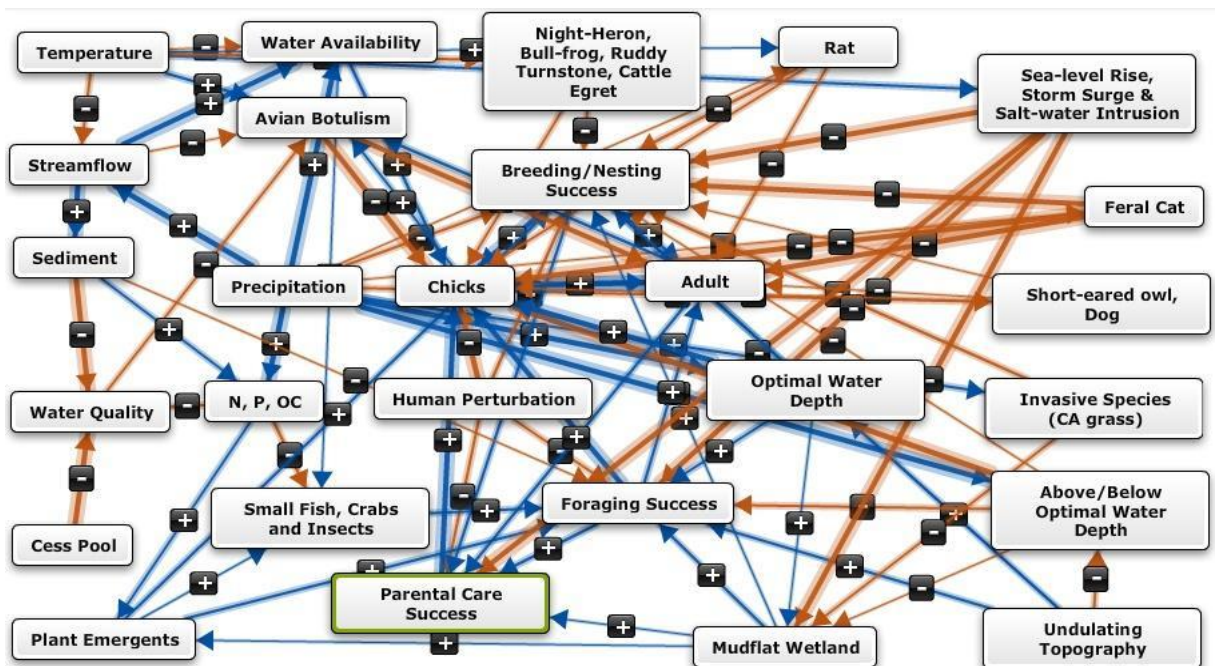 Temperature
Water Availability
Night-Heron,
Bull-frog, Ruddy
Turnstone, Cattle
Egret
Rat
Sea-level Rise,
Storm Surge &
Salt-water Intrusion
Avian Botulism
Streamflow
Breeding/Nesting
Success
Feral Cat
Sediment
Precipitation
Chicks
Adult
Short-eared owl,
Dog
Water Quality
N, P, OC
Human Perturbation
Optimal Water
Depth
Invasive Species
(CA grass)
Small Fish, Crabs
and Insects
Foraging Success
Above/Below
Optimal Water
Depth
Cess Pool
Parental Care
Success
Plant Emergents
Mudflat Wetland
Undulating
Topography